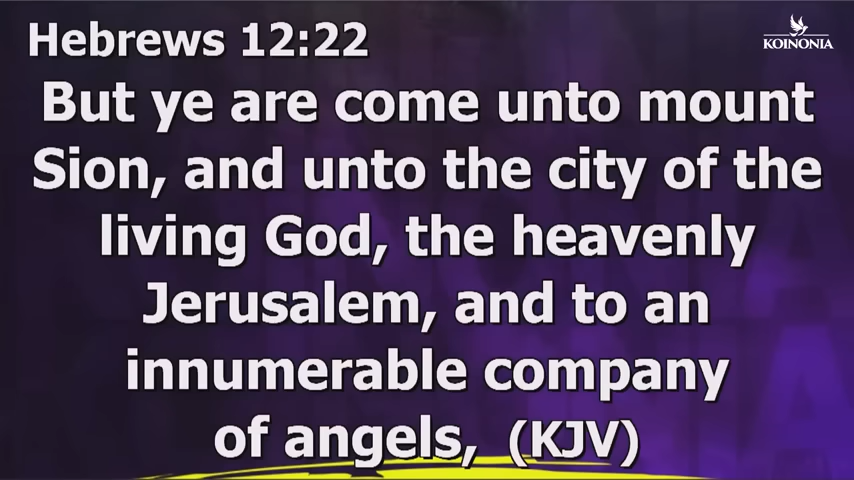 Hebrews 12:22
KOINONIA
But ye are come unto mount
Sion, and unto the city of the
living God, the heavenly
Jerusalem, and to an
innumerable company
of angels, (KJV)